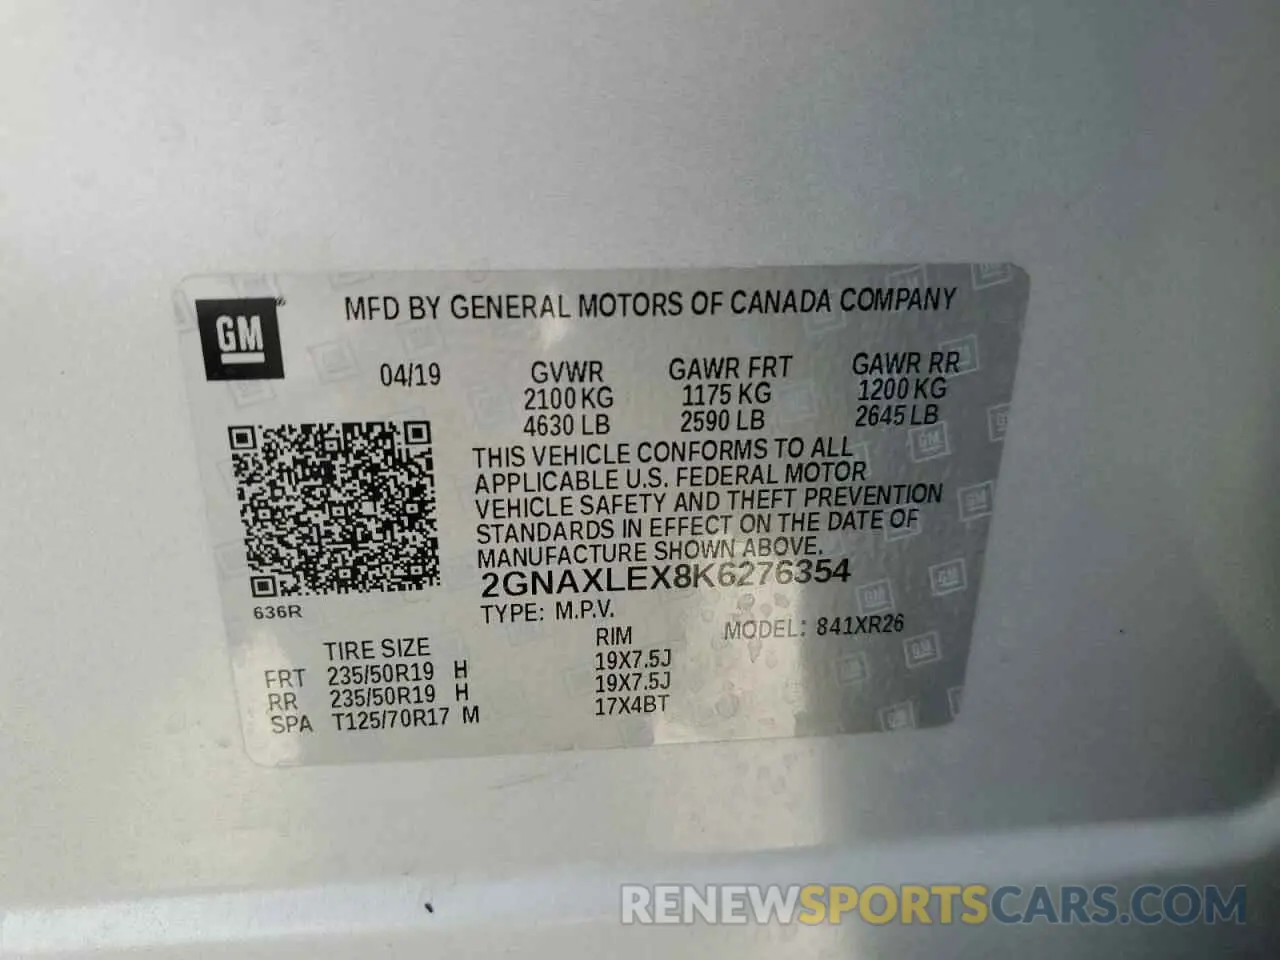 GM
MFD BY GENERAL MOTORS OF CANADA COMPANY
04/19 GVWR GAWR FRT GAWR RR
2100 KG 1175 KG 1200 KG
4630 LB 2590 LB 2645 LB
THIS VEHICLE CONFORMS TO ALL
APPLICABLE U.S. FEDERAL MOTOR
VEHICLE SAFETY AND THEFT PREVENTION
STANDARDS IN EFFECT ON THE DATE OF
MANUFACTURE SHOWN ABOVE.
2GNAXLEX8K6276354
636R
TYPE: M.P.V. MODEL: 841XR26
TIRE SIZE RIM
FRT 235/50R19 H 19X7.5J
RR 235/50R19 H 19X7.5J
SPA T125/70R17 M 17X4BT
RENEWSPORTSCARS.COM